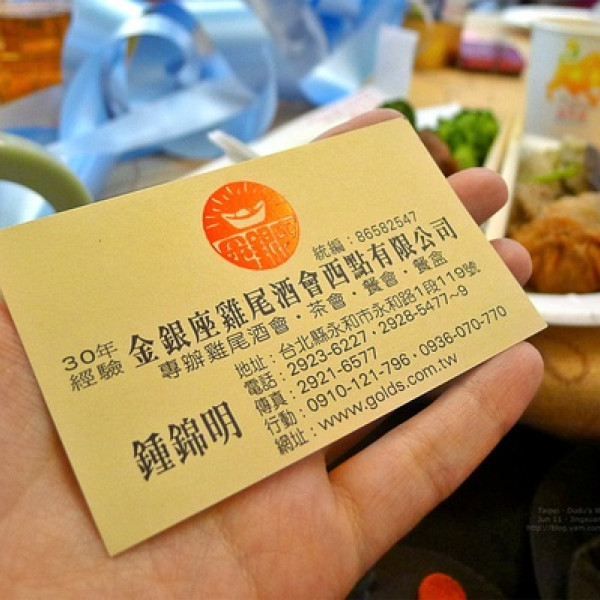 金銀座
統編：86582547
30年
經驗
金銀座雞尾酒會西點有限公司
專辦雞尾酒會・茶會・餐會・餐盒
鍾錦明
地址：台北縣永和市永和路1段119號
電話：2923-6227・2928-5477~9
傳真：2921-6577
行動：0910-121-796・0936-070-770
網址：www.golds.com.tw